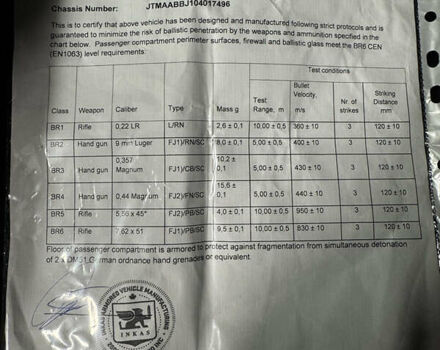 Chassis Number: JTMAABBJ104017496
This is to certify that above vehicle has been designed and manufactured following strict protocols and is
guaranteed to minimize the risk of ballistic penetration by the weapons and ammunition specified in the
chart below. Passenger compartment perimeter surfaces, firewall and ballistic glass meet the BR6 CEN
(EN1063) level requirements:
Test conditions
Class Weapon Caliber Type Mass g Test Range, m Bullet Velocity, m/s Nr. of strikes Striking Distance mm
BR1 Rifle 0,22 LR L/RN 2,6 ± 0,1 10,00 ± 0,5 360 ± 10 3 120 ± 10
BR2 Hand gun 9 mm Luger FJ1)/RN/SC 8,0 ± 0,1 5,00 ± 0,5 400 ± 10 3 120 ± 10
BR3 Hand gun 0,357 Magnum FJ1)/CB/SC 10,2 ± 0,1 5,00 ± 0,5 430 ± 10 3 120 ± 10
BR4 Hand gun 0,44 Magnum FJ2)/FN/SC 15,6 ± 0,1 5,00 ± 0,5 440 ± 10 3 120 ± 10
BR5 Rifle 5,56 x 45* FJ2)/PB/SC 4,0 ± 0,1 10,00 ± 0,5 950 ± 10 3 120 ± 10
BR6 Rifle 7,62 x 51 FJ1)/PB/SC 9,5 ± 0,1 10,00 ± 0,5 830 ± 10 3 120 ± 10
Floor of passenger compartment is armored to protect against fragmentation from simultaneous detonation
of 2 x DM51 German ordnance hand grenades or equivalent.
INKAS ARMORED VEHICLE MANUFACTURING
INKAS
INC